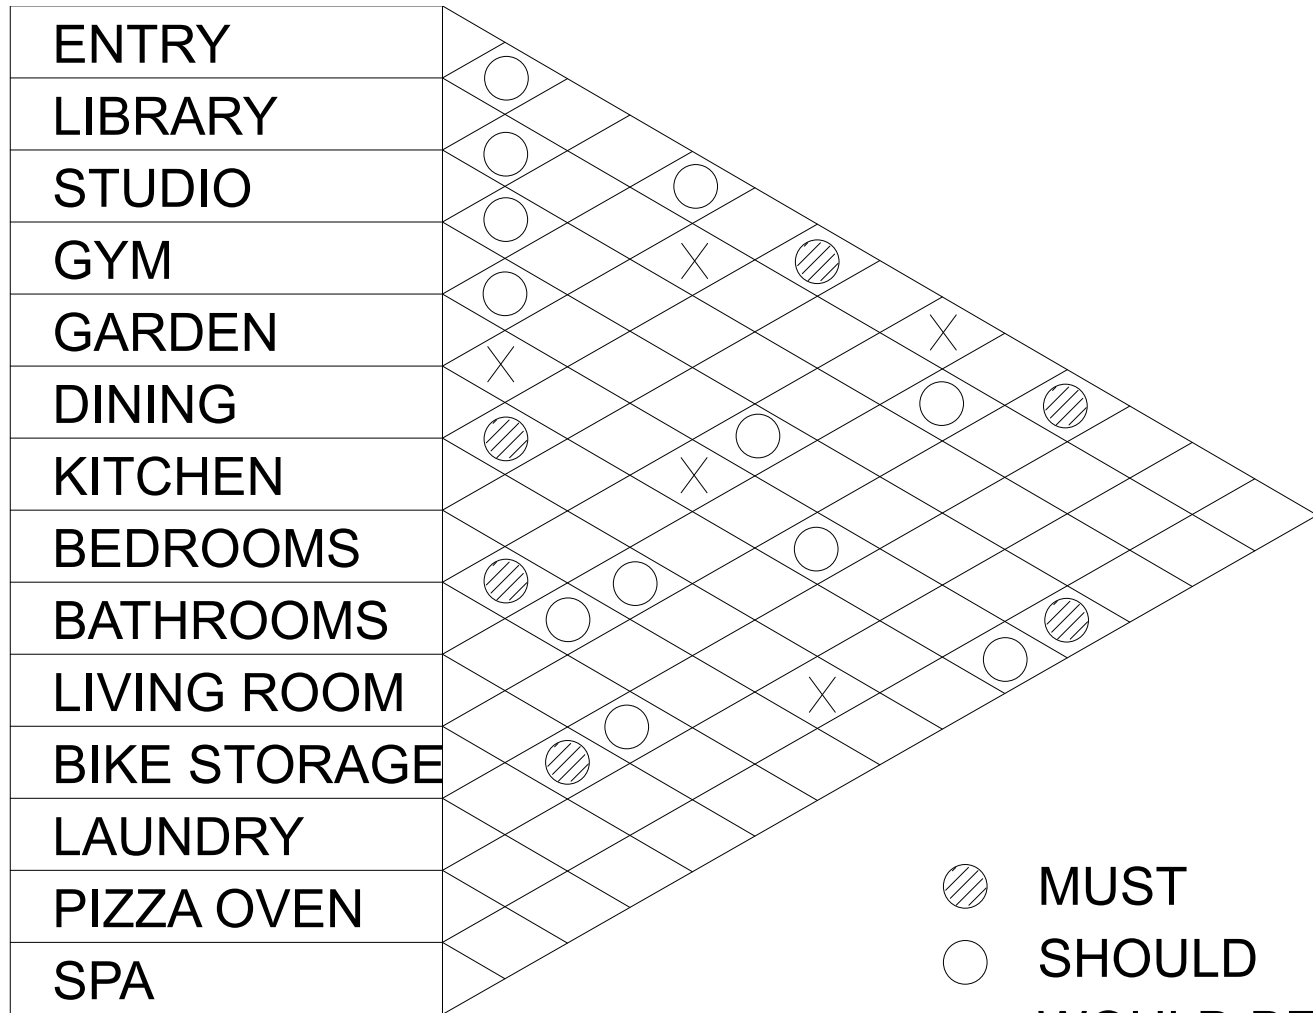 ENTRY
LIBRARY
STUDIO
GYM
GARDEN
DINING
KITCHEN
BEDROOMS
BATHROOMS
LIVING ROOM
BIKE STORAGE
LAUNDRY
PIZZA OVEN
SPA
X
X
X
X
X
MUST
SHOULD